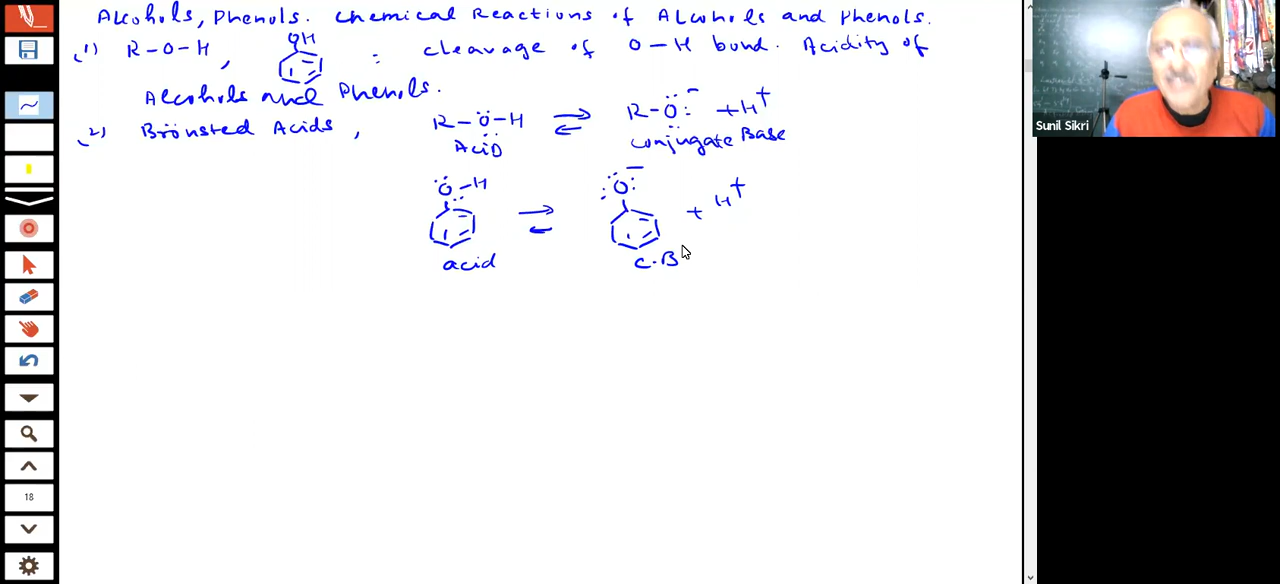 Alcohols, Phenols. Chemical Reactions of Alcohols and Phenols.
(1) R-O-H, OH : cleavage of O-H bond. Acidity of
Alcohols and Phenols.
(2) Brönsted Acids, R-Ö-H ⇌ R-Ö:⁻ + H⁺
Acid Conjugate Base
:Ö-H ⇌ :Ö:⁻ + H⁺
acid C.B
18
Sunil Sikri